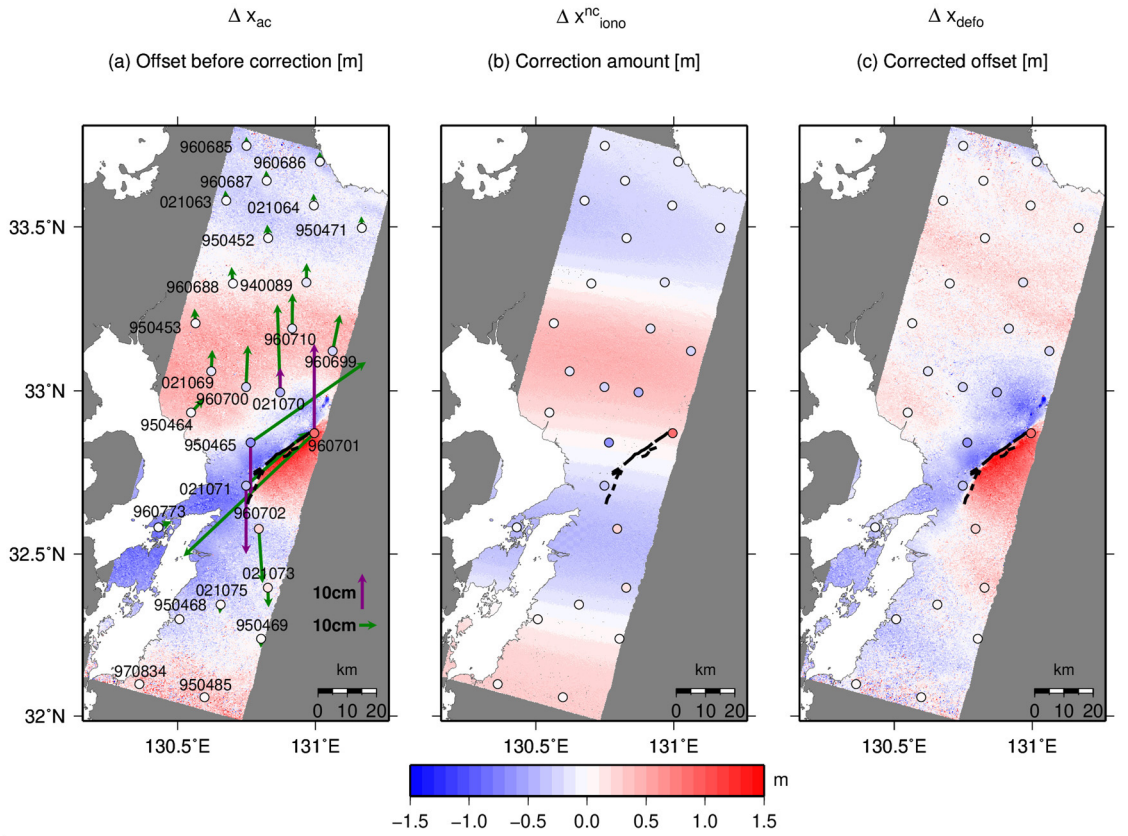 Δ x_ac
Δ x^nc_iono
Δ x_defo
(a) Offset before correction [m]
(b) Correction amount [m]
(c) Corrected offset [m]
960685
960686
960687
021063
021064
950471
950452
33.5°N
960688
940089
950453
960710
960699
021069
960700
021070
33°N
950464
950465
960701
021071
960702
960773
32.5°N
021073
021075
10cm
950468
950469
10cm
970834
950485
km
km
km
0 10 20
0 10 20
0 10 20
32°N
130.5°E
131°E
130.5°E
131°E
130.5°E
131°E
m
−1.5
−1.0
−0.5
0.0
0.5
1.0
1.5